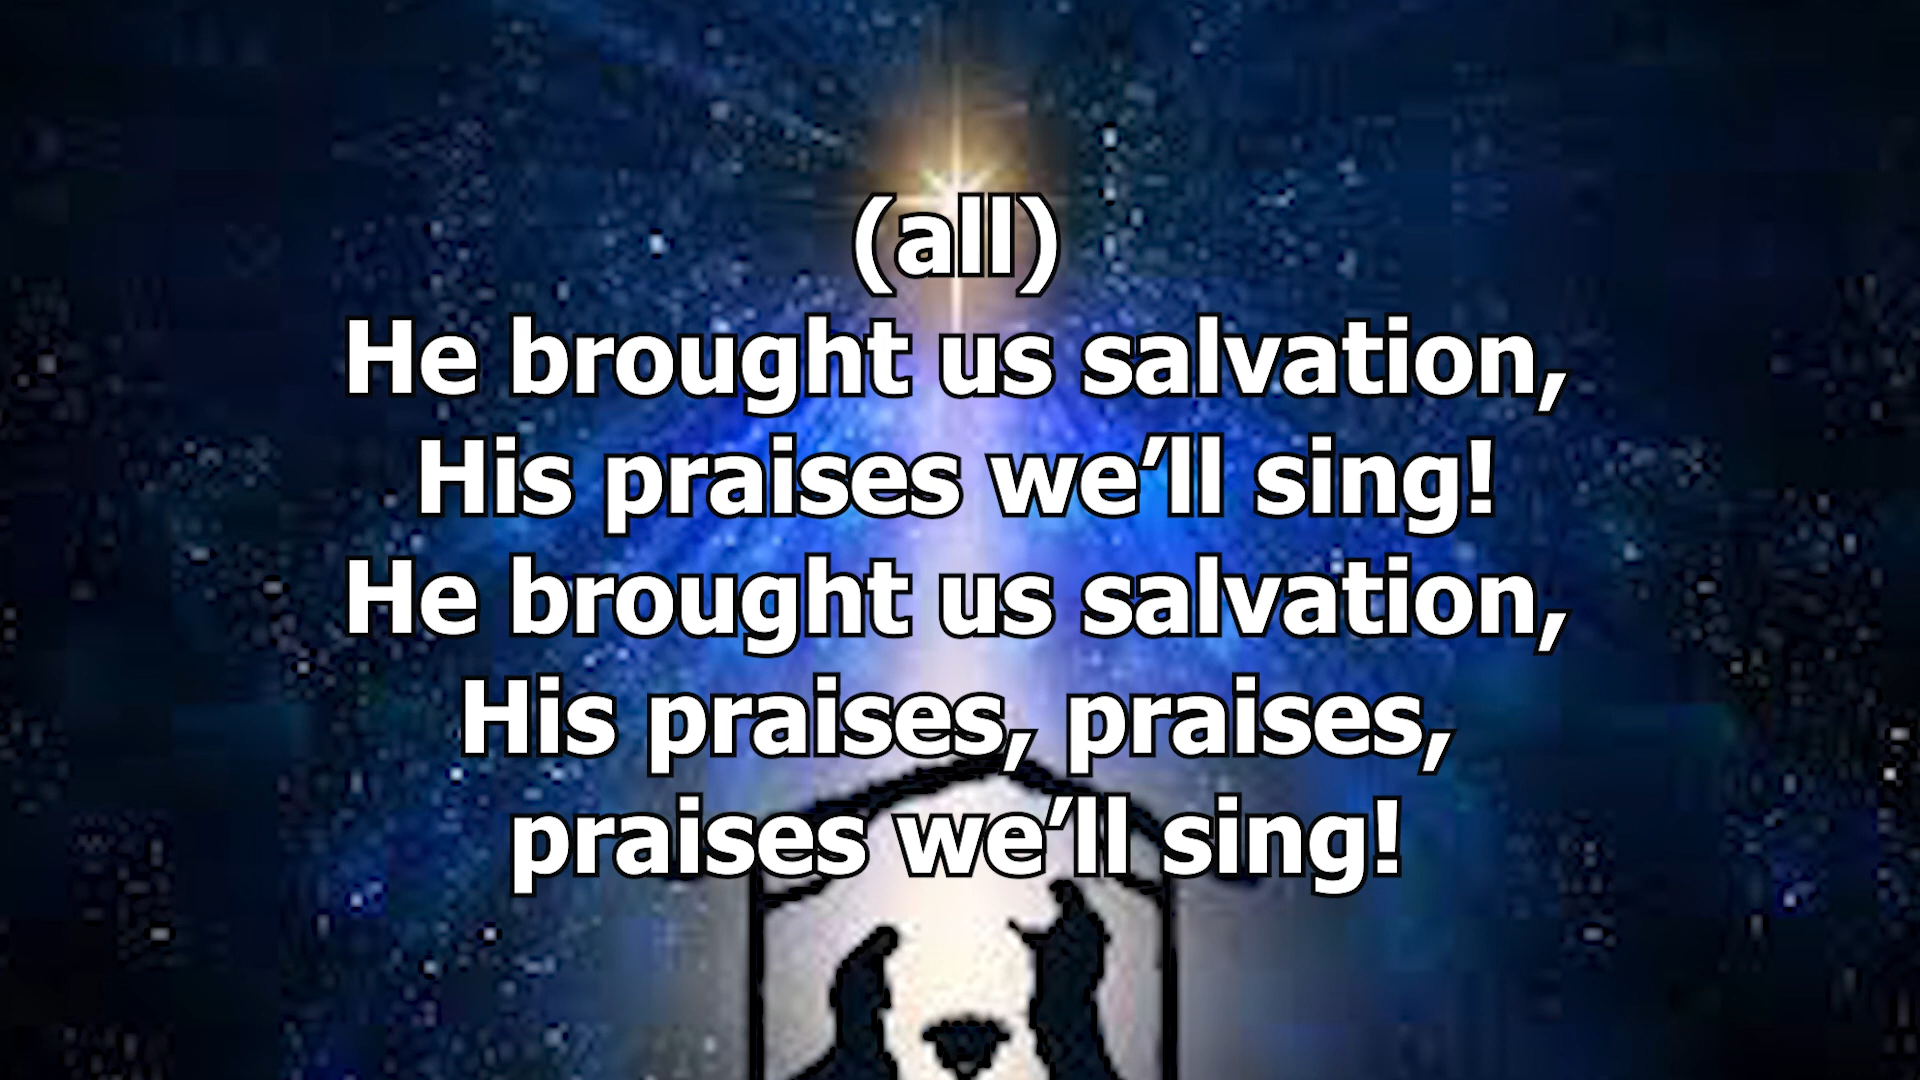 (all)
He brought us salvation,
His praises we’ll sing!
He brought us salvation,
His praises, praises,
praises we’ll sing!